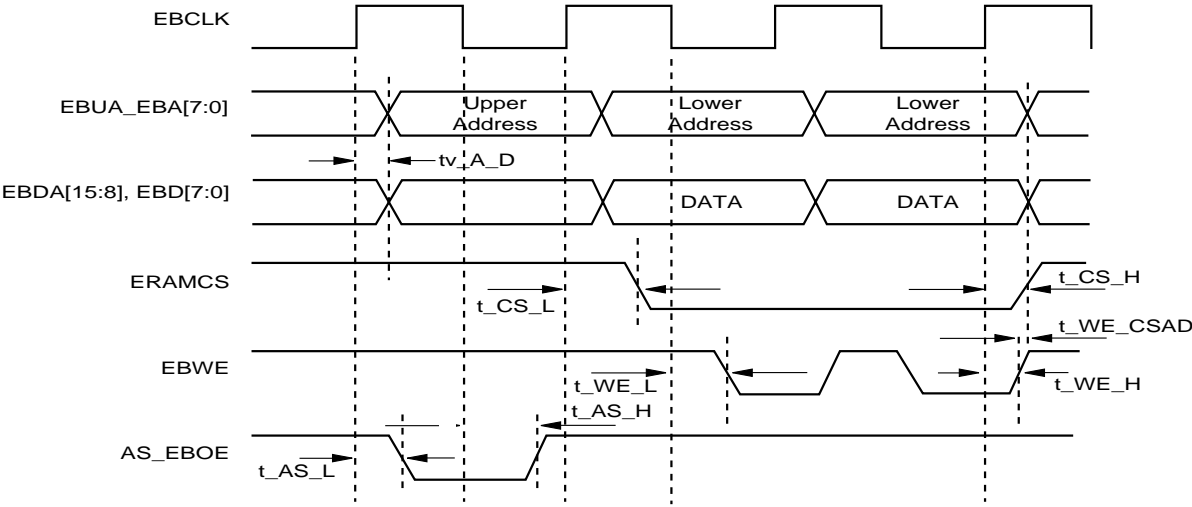 EBCLK
EBUA_EBA[7:0]
Upper
Address
Lower
Address
Lower
Address
tv_A_D
EBDA[15:8], EBD[7:0]
DATA
DATA
ERAMCS
t_CS_L
t_CS_H
t_WE_CSAD
EBWE
t_WE_L
t_WE_H
t_AS_H
AS_EBOE
t_AS_L